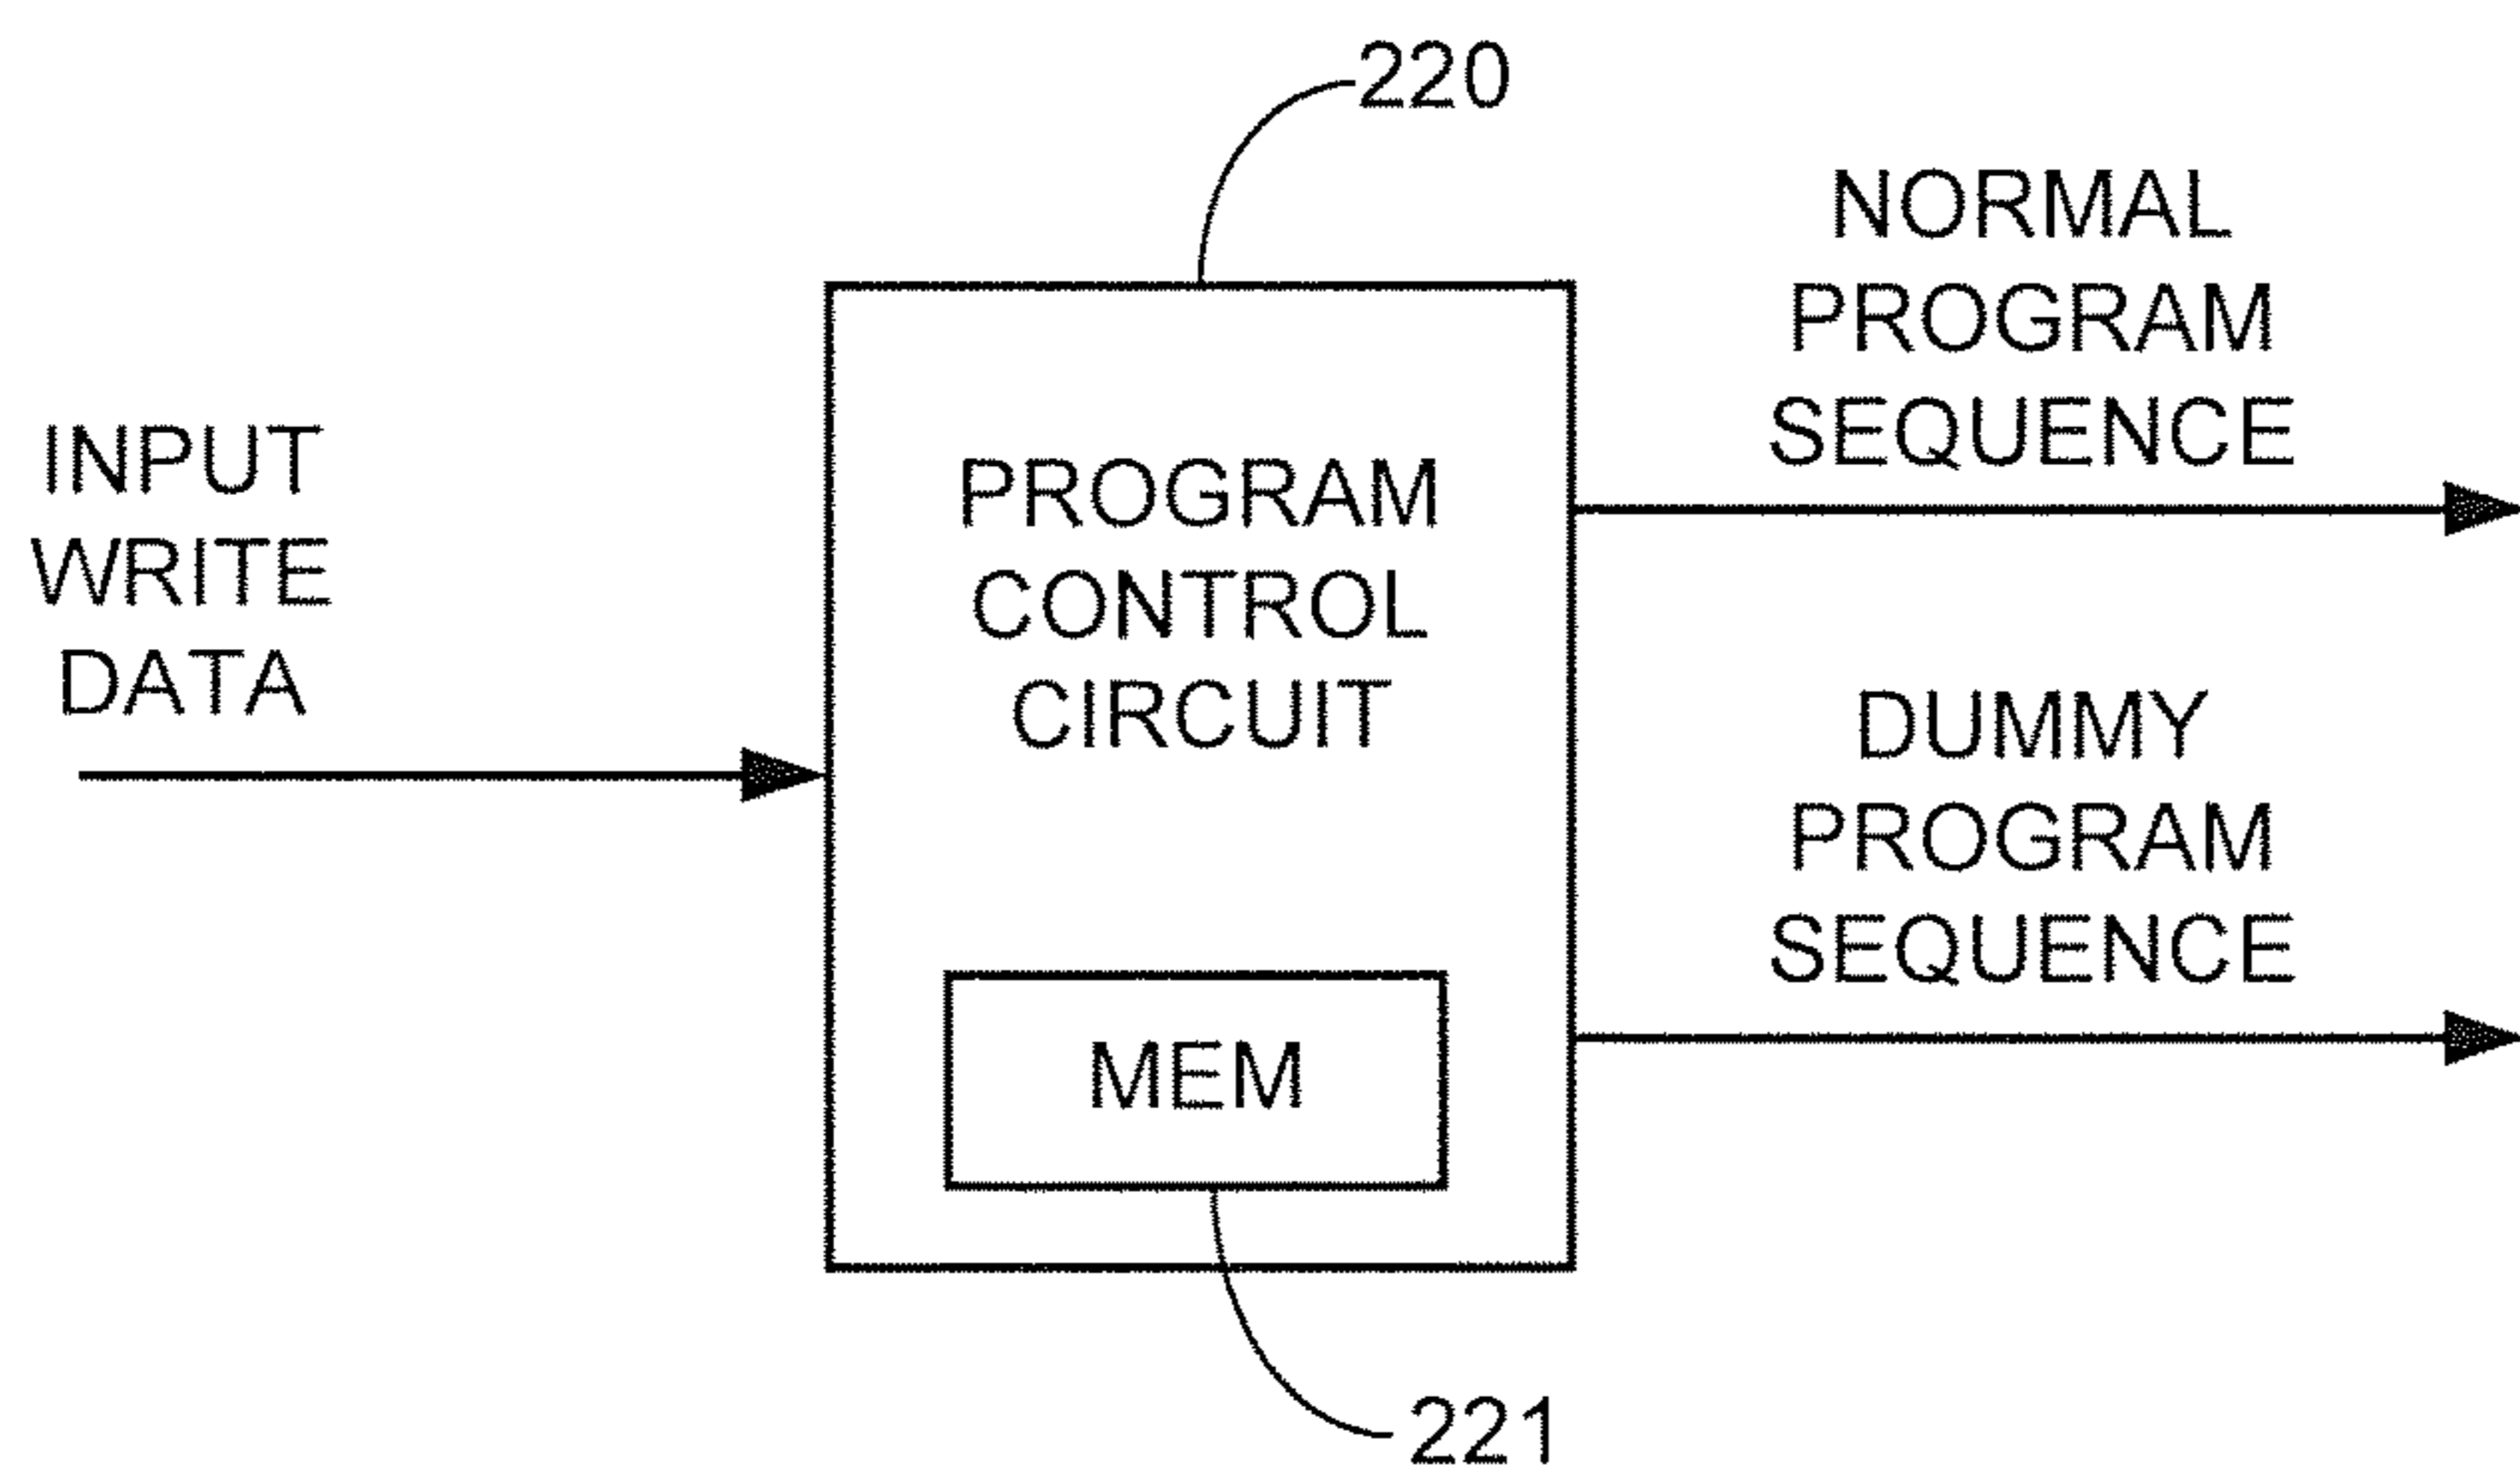 220
NORMAL
PROGRAM
SEQUENCE
INPUT
WRITE
DATA
PROGRAM
CONTROL
CIRCUIT
DUMMY
PROGRAM
SEQUENCE
MEM
221